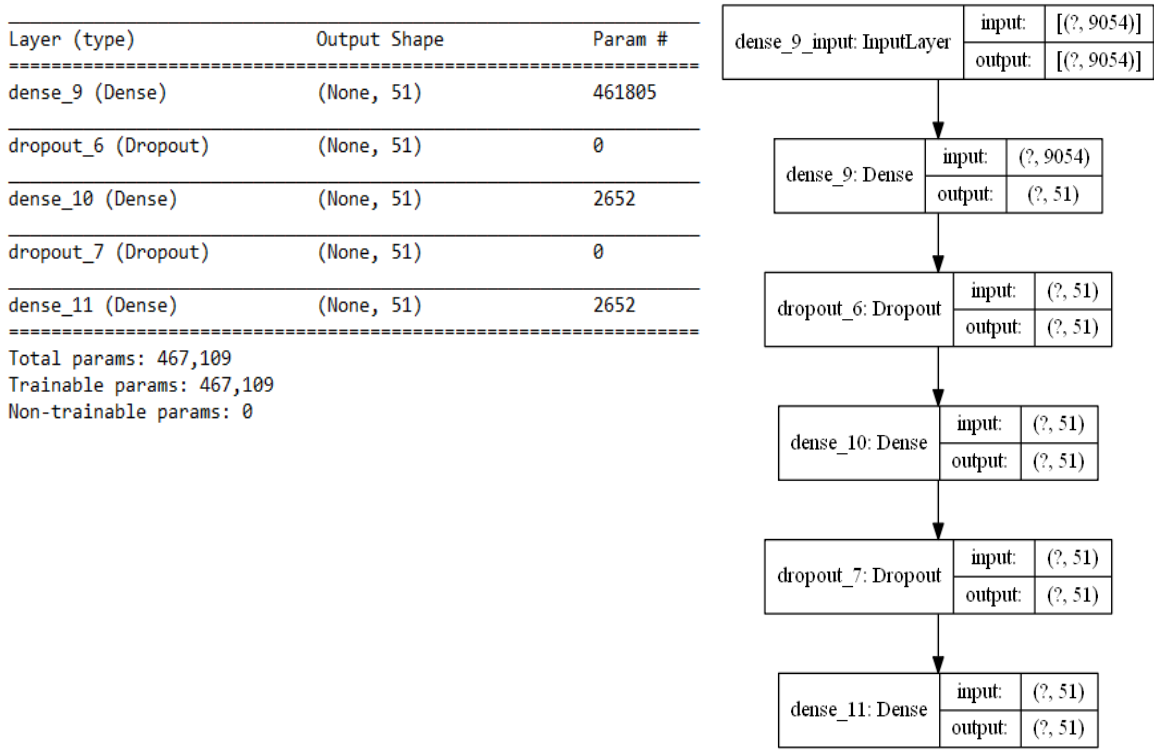 Layer (type) Output Shape Param #
=================================================================
dense_9 (Dense) (None, 51) 461805
dropout_6 (Dropout) (None, 51) 0
dense_10 (Dense) (None, 51) 2652
dropout_7 (Dropout) (None, 51) 0
dense_11 (Dense) (None, 51) 2652
=================================================================
Total params: 467,109
Trainable params: 467,109
Non-trainable params: 0
dense_9_input: InputLayer
input: [(?, 9054)]
output: [(?, 9054)]
dense_9: Dense
input: (?, 9054)
output: (?, 51)
dropout_6: Dropout
input: (?, 51)
output: (?, 51)
dense_10: Dense
input: (?, 51)
output: (?, 51)
dropout_7: Dropout
input: (?, 51)
output: (?, 51)
dense_11: Dense
input: (?, 51)
output: (?, 51)